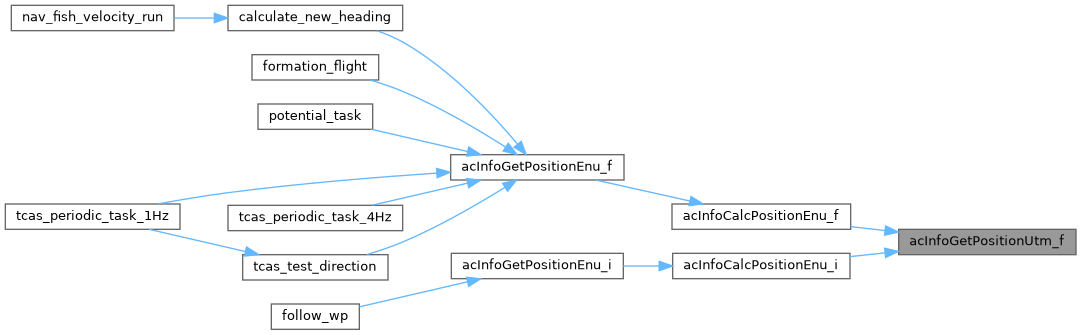 nav_fish_velocity_run
calculate_new_heading
formation_flight
potential_task
acInfoGetPositionEnu_f
tcas_periodic_task_1Hz
tcas_periodic_task_4Hz
acInfoCalcPositionEnu_f
acInfoGetPositionUtm_f
tcas_test_direction
acInfoGetPositionEnu_i
acInfoCalcPositionEnu_i
follow_wp